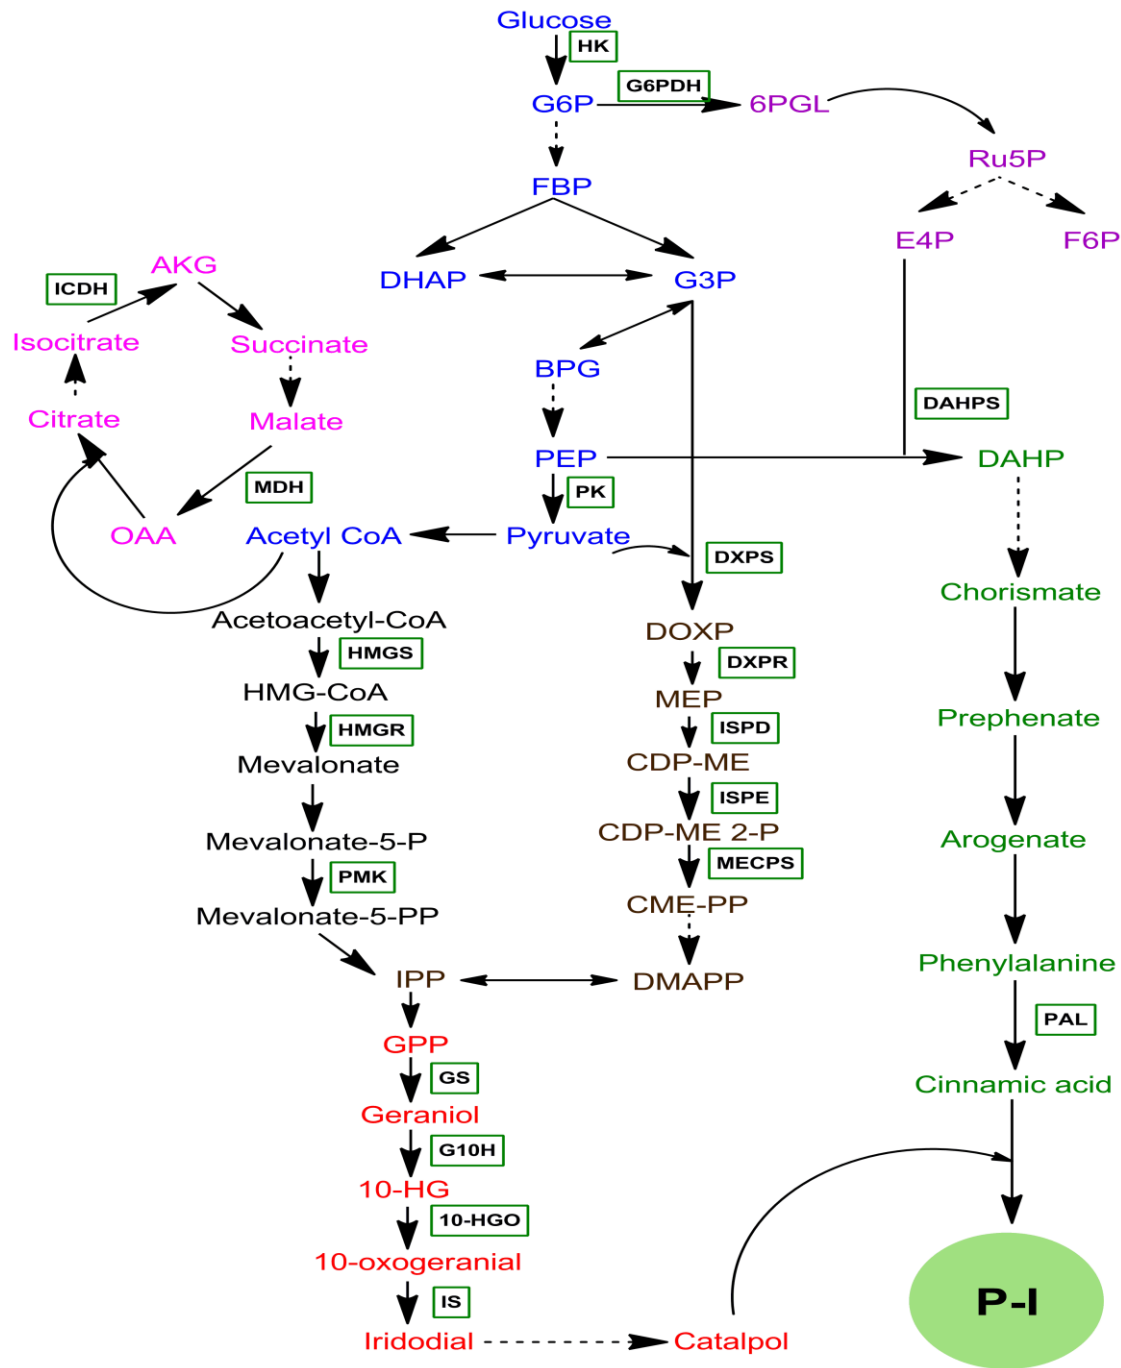 Glucose
HK
G6PDH
G6P
6PGL
Ru5P
FBP
E4P
F6P
AKG
ICDH
DHAP
G3P
Isocitrate
Succinate
BPG
Citrate
Malate
DAHPS
PEP
DAHP
MDH
PK
OAA
Acetyl CoA
Pyruvate
DXPS
Chorismate
Acetoacetyl-CoA
DOXP
HMGS
DXPR
HMG-CoA
MEP
Prephenate
HMGR
ISPD
Mevalonate
CDP-ME
ISPE
Mevalonate-5-P
CDP-ME 2-P
Arogenate
PMK
MECPS
Mevalonate-5-PP
CME-PP
Phenylalanine
IPP
DMAPP
PAL
GPP
GS
Cinnamic acid
Geraniol
G10H
10-HG
10-HGO
10-oxogeranial
IS
P-I
Iridodial
Catalpol